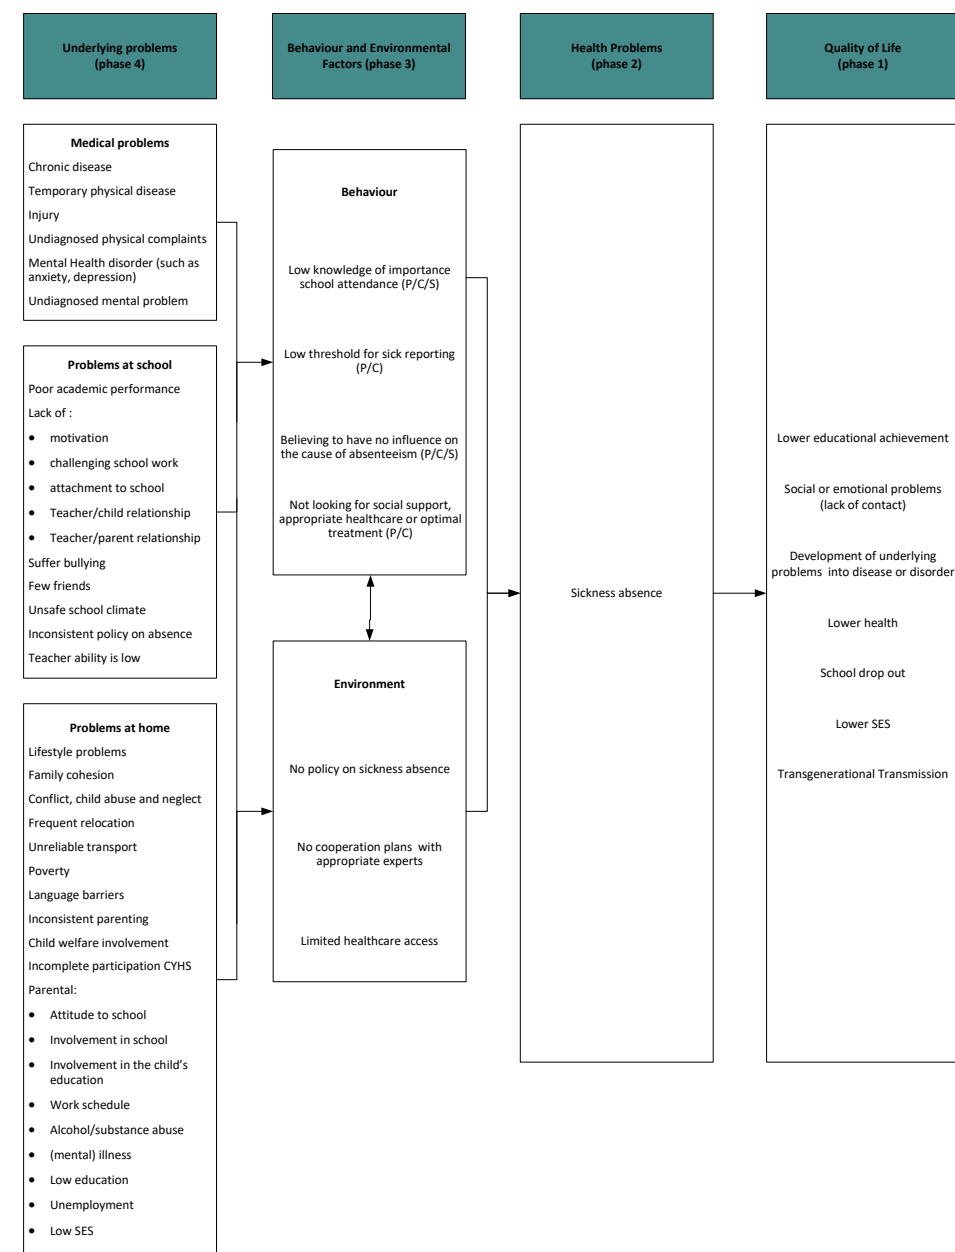 Underlying problems
(phase 4)
Behaviour and Environmental
Factors (phase 3)
Health Problems
(phase 2)
Quality of Life
(phase 1)
Medical problems
Chronic disease
Temporary physical disease
Injury
Undiagnosed physical complaints
Mental Health disorder (such as
anxiety, depression)
Undiagnosed mental problem
Problems at school
Poor academic performance
Lack of :
• motivation
• challenging school work
• attachment to school
• Teacher/child relationship
• Teacher/parent relationship
Suffer bullying
Few friends
Unsafe school climate
Inconsistent policy on absence
Teacher ability is low
Problems at home
Lifestyle problems
Family cohesion
Conflict, child abuse and neglect
Frequent relocation
Unreliable transport
Poverty
Language barriers
Inconsistent parenting
Child welfare involvement
Incomplete participation CYHS
Parental:
• Attitude to school
• Involvement in school
• Involvement in the child’s
education
• Work schedule
• Alcohol/substance abuse
• (mental) illness
• Low education
• Unemployment
• Low SES
Behaviour
Low knowledge of importance
school attendance (P/C/S)
Low threshold for sick reporting
(P/C)
Believing to have no influence on
the cause of absenteeism (P/C/S)
Not looking for social support,
appropriate healthcare or optimal
treatment (P/C)
Environment
No policy on sickness absence
No cooperation plans with
appropriate experts
Limited healthcare access
Sickness absence
Lower educational achievement
Social or emotional problems
(lack of contact)
Development of underlying
problems into disease or disorder
Lower health
School drop out
Lower SES
Transgenerational Transmission